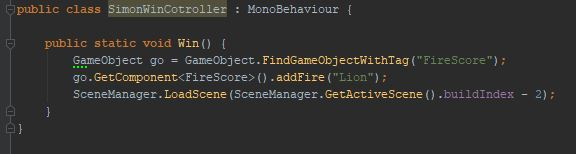 public class SimonWinCotroller : MonoBehaviour {
public static void Win() {
GameObject go = GameObject.FindGameObjectWithTag("FireScore");
go.GetComponent<FireScore>().addFire("Lion");
SceneManager.LoadScene(SceneManager.GetActiveScene().buildIndex - 2);
}
}